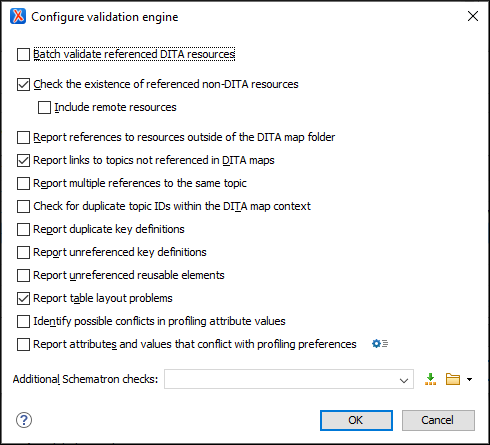 Configure validation engine
Batch validate referenced DITA resources
Check the existence of referenced non-DITA resources
Include remote resources
Report references to resources outside of the DITA map folder
Report links to topics not referenced in DITA maps
Report multiple references to the same topic
Check for duplicate topic IDs within the DITA map context
Report duplicate key definitions
Report unreferenced key definitions
Report unreferenced reusable elements
Report table layout problems
Identify possible conflicts in profiling attribute values
Report attributes and values that conflict with profiling preferences
Additional Schematron checks:
? OK Cancel